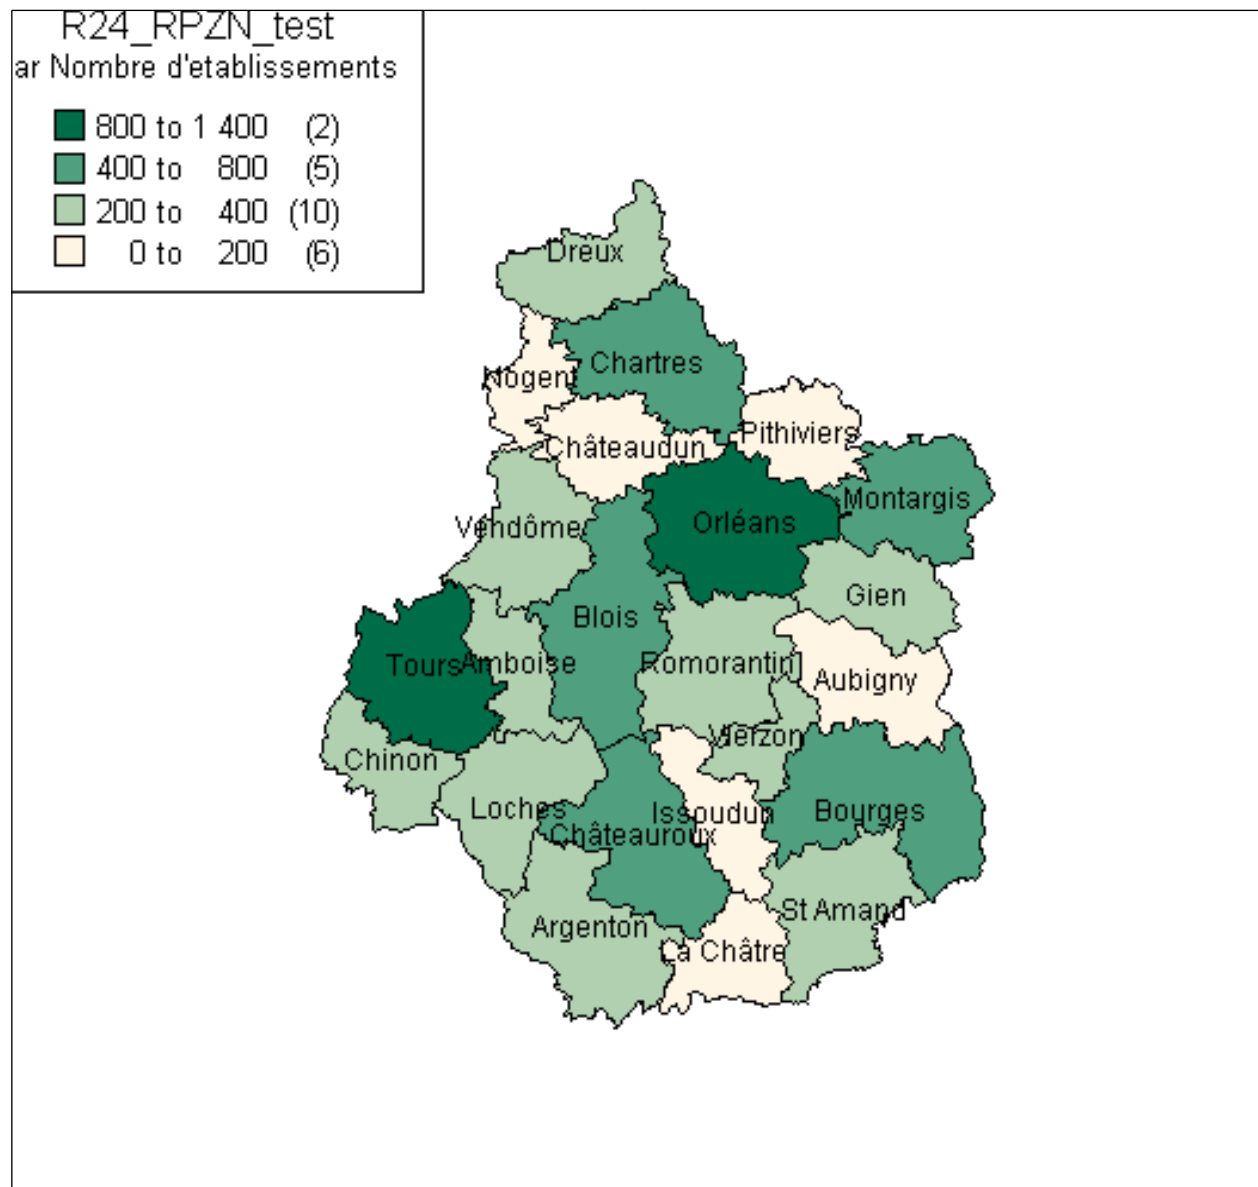 R24_RPZN_test
ar Nombre d'etablissements
800 to 1 400 (2)
400 to 800 (5)
200 to 400 (10)
0 to 200 (6)
Dreux
Chartres
Nogent
Pithiviers
Châteaudun
Montargis
Orléans
Vendôme
Gien
Blois
Tours
Amboise
Romorantin
Aubigny
Vierzon
Chinon
Loches
Issoudun
Bourges
Châteauroux
St Amand
Argenton
La Châtre